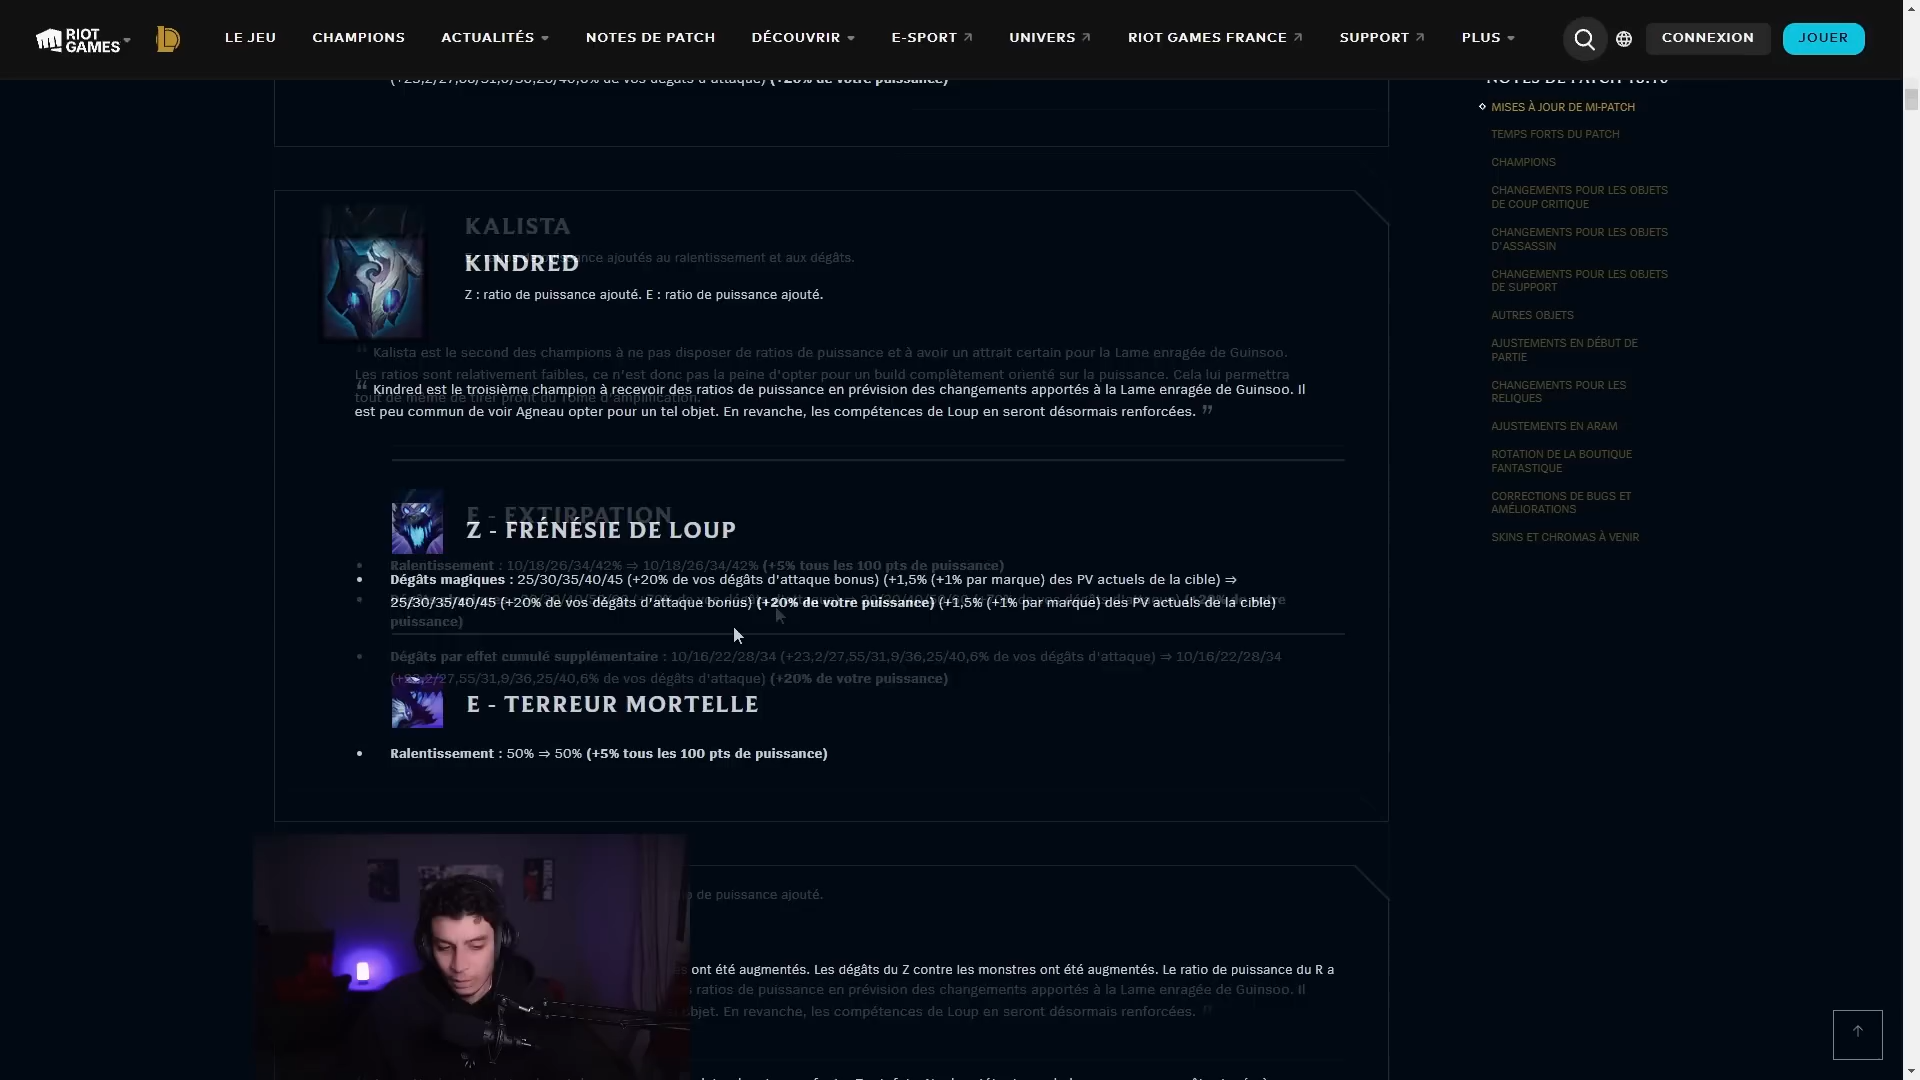 RIOT GAMES
LE JEU
CHAMPIONS
ACTUALITÉS
NOTES DE PATCH
DÉCOUVRIR
E-SPORT
UNIVERS
RIOT GAMES FRANCE
SUPPORT
PLUS
CONNEXION
JOUER
(+23,2/27,55/31,9/36,25/40,6% de vos dégâts d'attaque) (+20% de votre puissance)
KALISTA
puissance ajoutés au ralentissement et aux dégâts.
KINDRED
Z : ratio de puissance ajouté. E : ratio de puissance ajouté.
“ Kalista est le second des champions à ne pas disposer de ratios de puissance et à avoir un attrait certain pour la Lame enragée de Guinsoo.
Les ratios sont relativement faibles, ce n'est donc pas la peine d'opter pour un build complètement orienté sur la puissance. Cela lui permettra
tout de même de tirer profit du Tome d'amplification.
“ Kindred est le troisième champion à recevoir des ratios de puissance en prévision des changements apportés à la Lame enragée de Guinsoo. Il
est peu commun de voir Agneau opter pour un tel objet. En revanche, les compétences de Loup en seront désormais renforcées. ”
E - EXTIRPATION
Z - FRÉNÉSIE DE LOUP
• Ralentissement : 10/18/26/34/42% ⇒ 10/18/26/34/42% (+5% tous les 100 pts de puissance)
• Dégâts magiques : 25/30/35/40/45 (+20% de vos dégâts d'attaque bonus) (+1,5% (+1% par marque) des PV actuels de la cible) ⇒
25/30/35/40/45 (+20% de vos dégâts d'attaque bonus) (+20% de votre puissance) (+1,5% (+1% par marque) des PV actuels de la cible)
puissance)
• Dégâts par effet cumulé supplémentaire : 10/16/22/28/34 (+23,2/27,55/31,9/36,25/40,6% de vos dégâts d'attaque) ⇒ 10/16/22/28/34
(+23,2/27,55/31,9/36,25/40,6% de vos dégâts d'attaque) (+20% de votre puissance)
E - TERREUR MORTELLE
• Ralentissement : 50% ⇒ 50% (+5% tous les 100 pts de puissance)
de puissance ajouté.
ont été augmentés. Les dégâts du Z contre les monstres ont été augmentés. Le ratio de puissance du R a
ratios de puissance en prévision des changements apportés à la Lame enragée de Guinsoo. Il
objet. En revanche, les compétences de Loup en seront désormais renforcées. ”
NOTES DE PATCH 13.10
MISES À JOUR DE MI-PATCH
TEMPS FORTS DU PATCH
CHAMPIONS
CHANGEMENTS POUR LES OBJETS
DE COUP CRITIQUE
CHANGEMENTS POUR LES OBJETS
D'ASSASSIN
CHANGEMENTS POUR LES OBJETS
DE SUPPORT
AUTRES OBJETS
AJUSTEMENTS EN DÉBUT DE
PARTIE
CHANGEMENTS POUR LES
RELIQUES
AJUSTEMENTS EN ARAM
ROTATION DE LA BOUTIQUE
FANTASTIQUE
CORRECTIONS DE BUGS ET
AMÉLIORATIONS
SKINS ET CHROMAS À VENIR